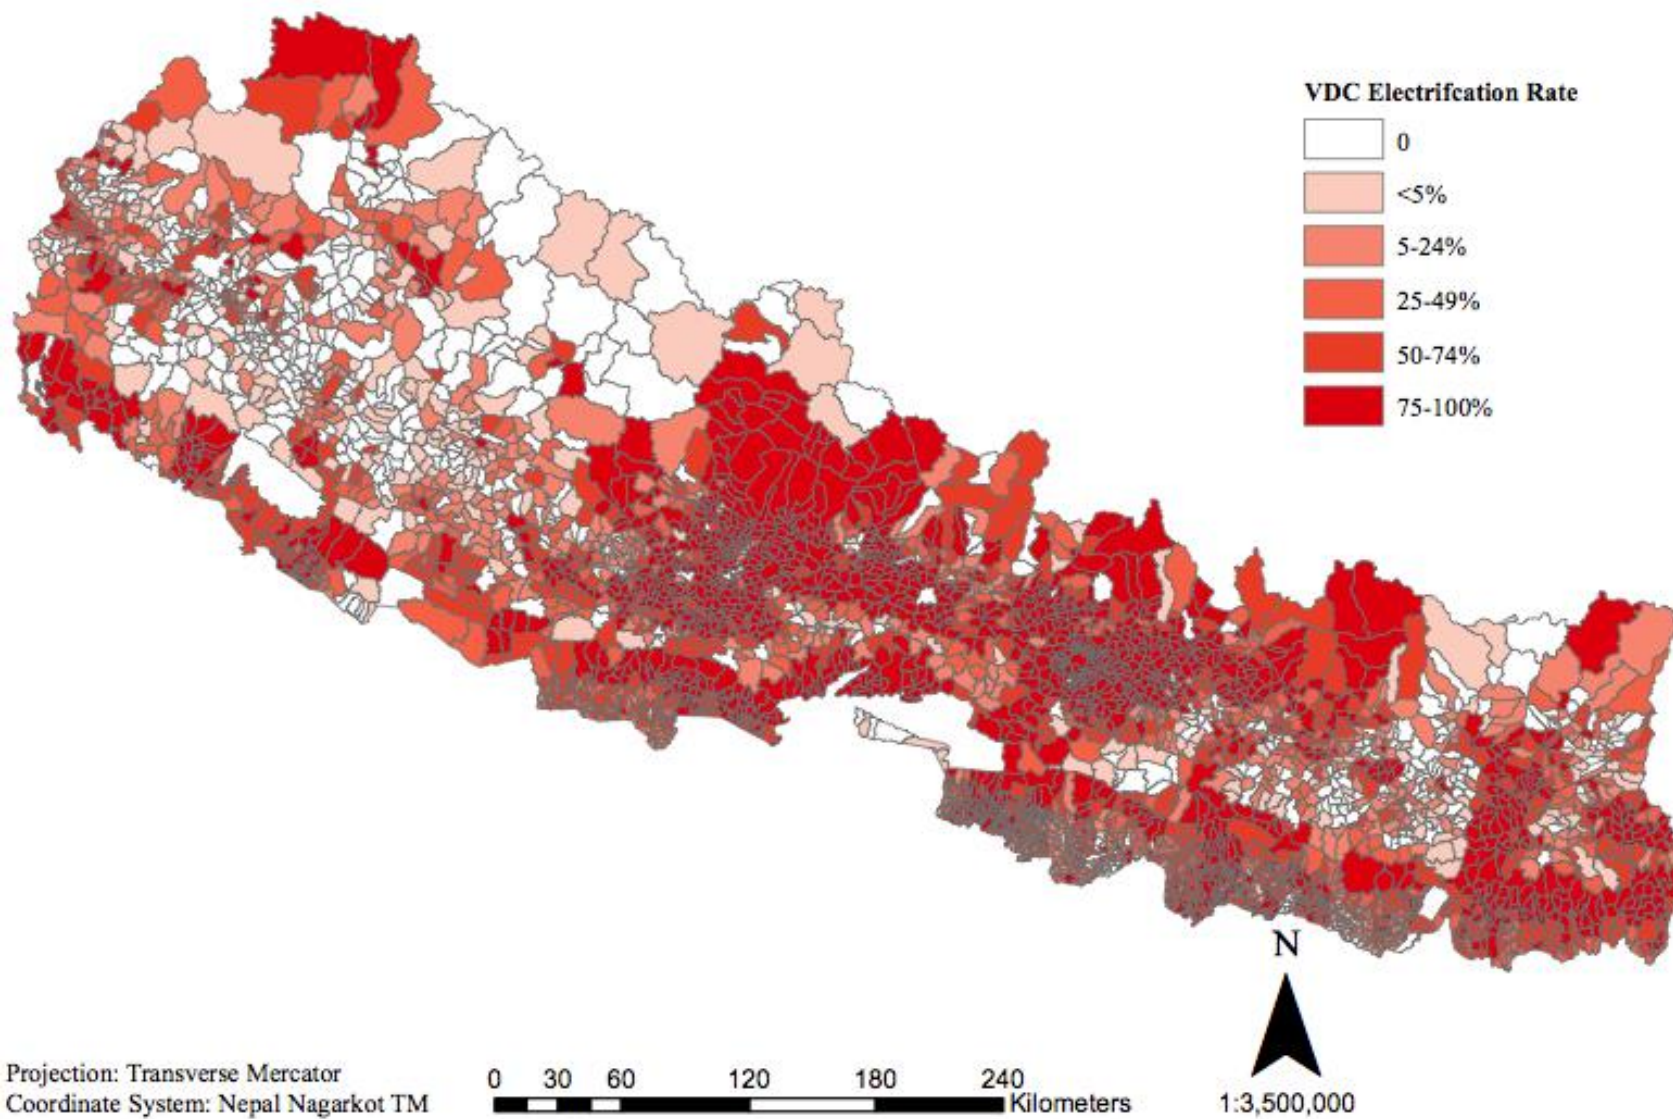 VDC Electrifcation Rate
0
<5%
5-24%
25-49%
50-74%
75-100%
N
Projection: Transverse Mercator
Coordinate System: Nepal Nagarkot TM
0 30 60 120 180 240
Kilometers
1:3,500,000